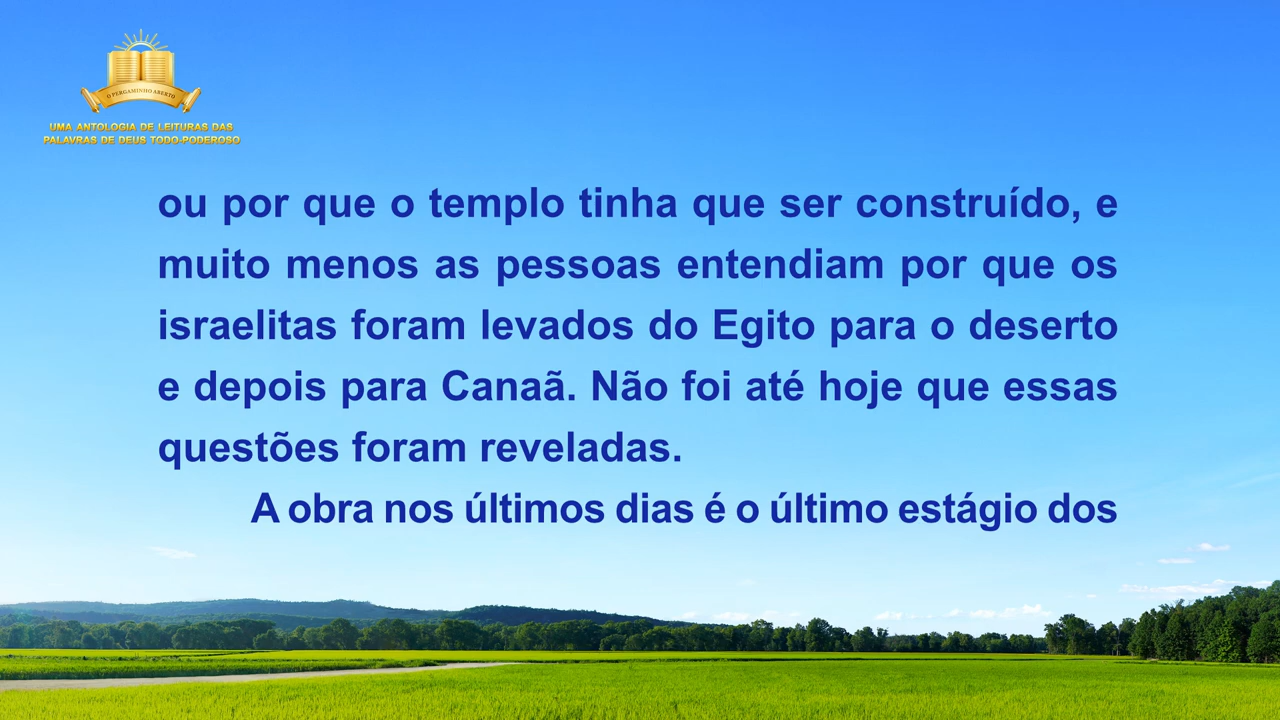 O PERGAMINHO ABERTO
UMA ANTOLOGIA DE LEITURAS DAS
PALAVRAS DE DEUS TODO-PODEROSO
ou por que o templo tinha que ser construído, e
muito menos as pessoas entendiam por que os
israelitas foram levados do Egito para o deserto
e depois para Canaã. Não foi até hoje que essas
questões foram reveladas.
A obra nos últimos dias é o último estágio dos